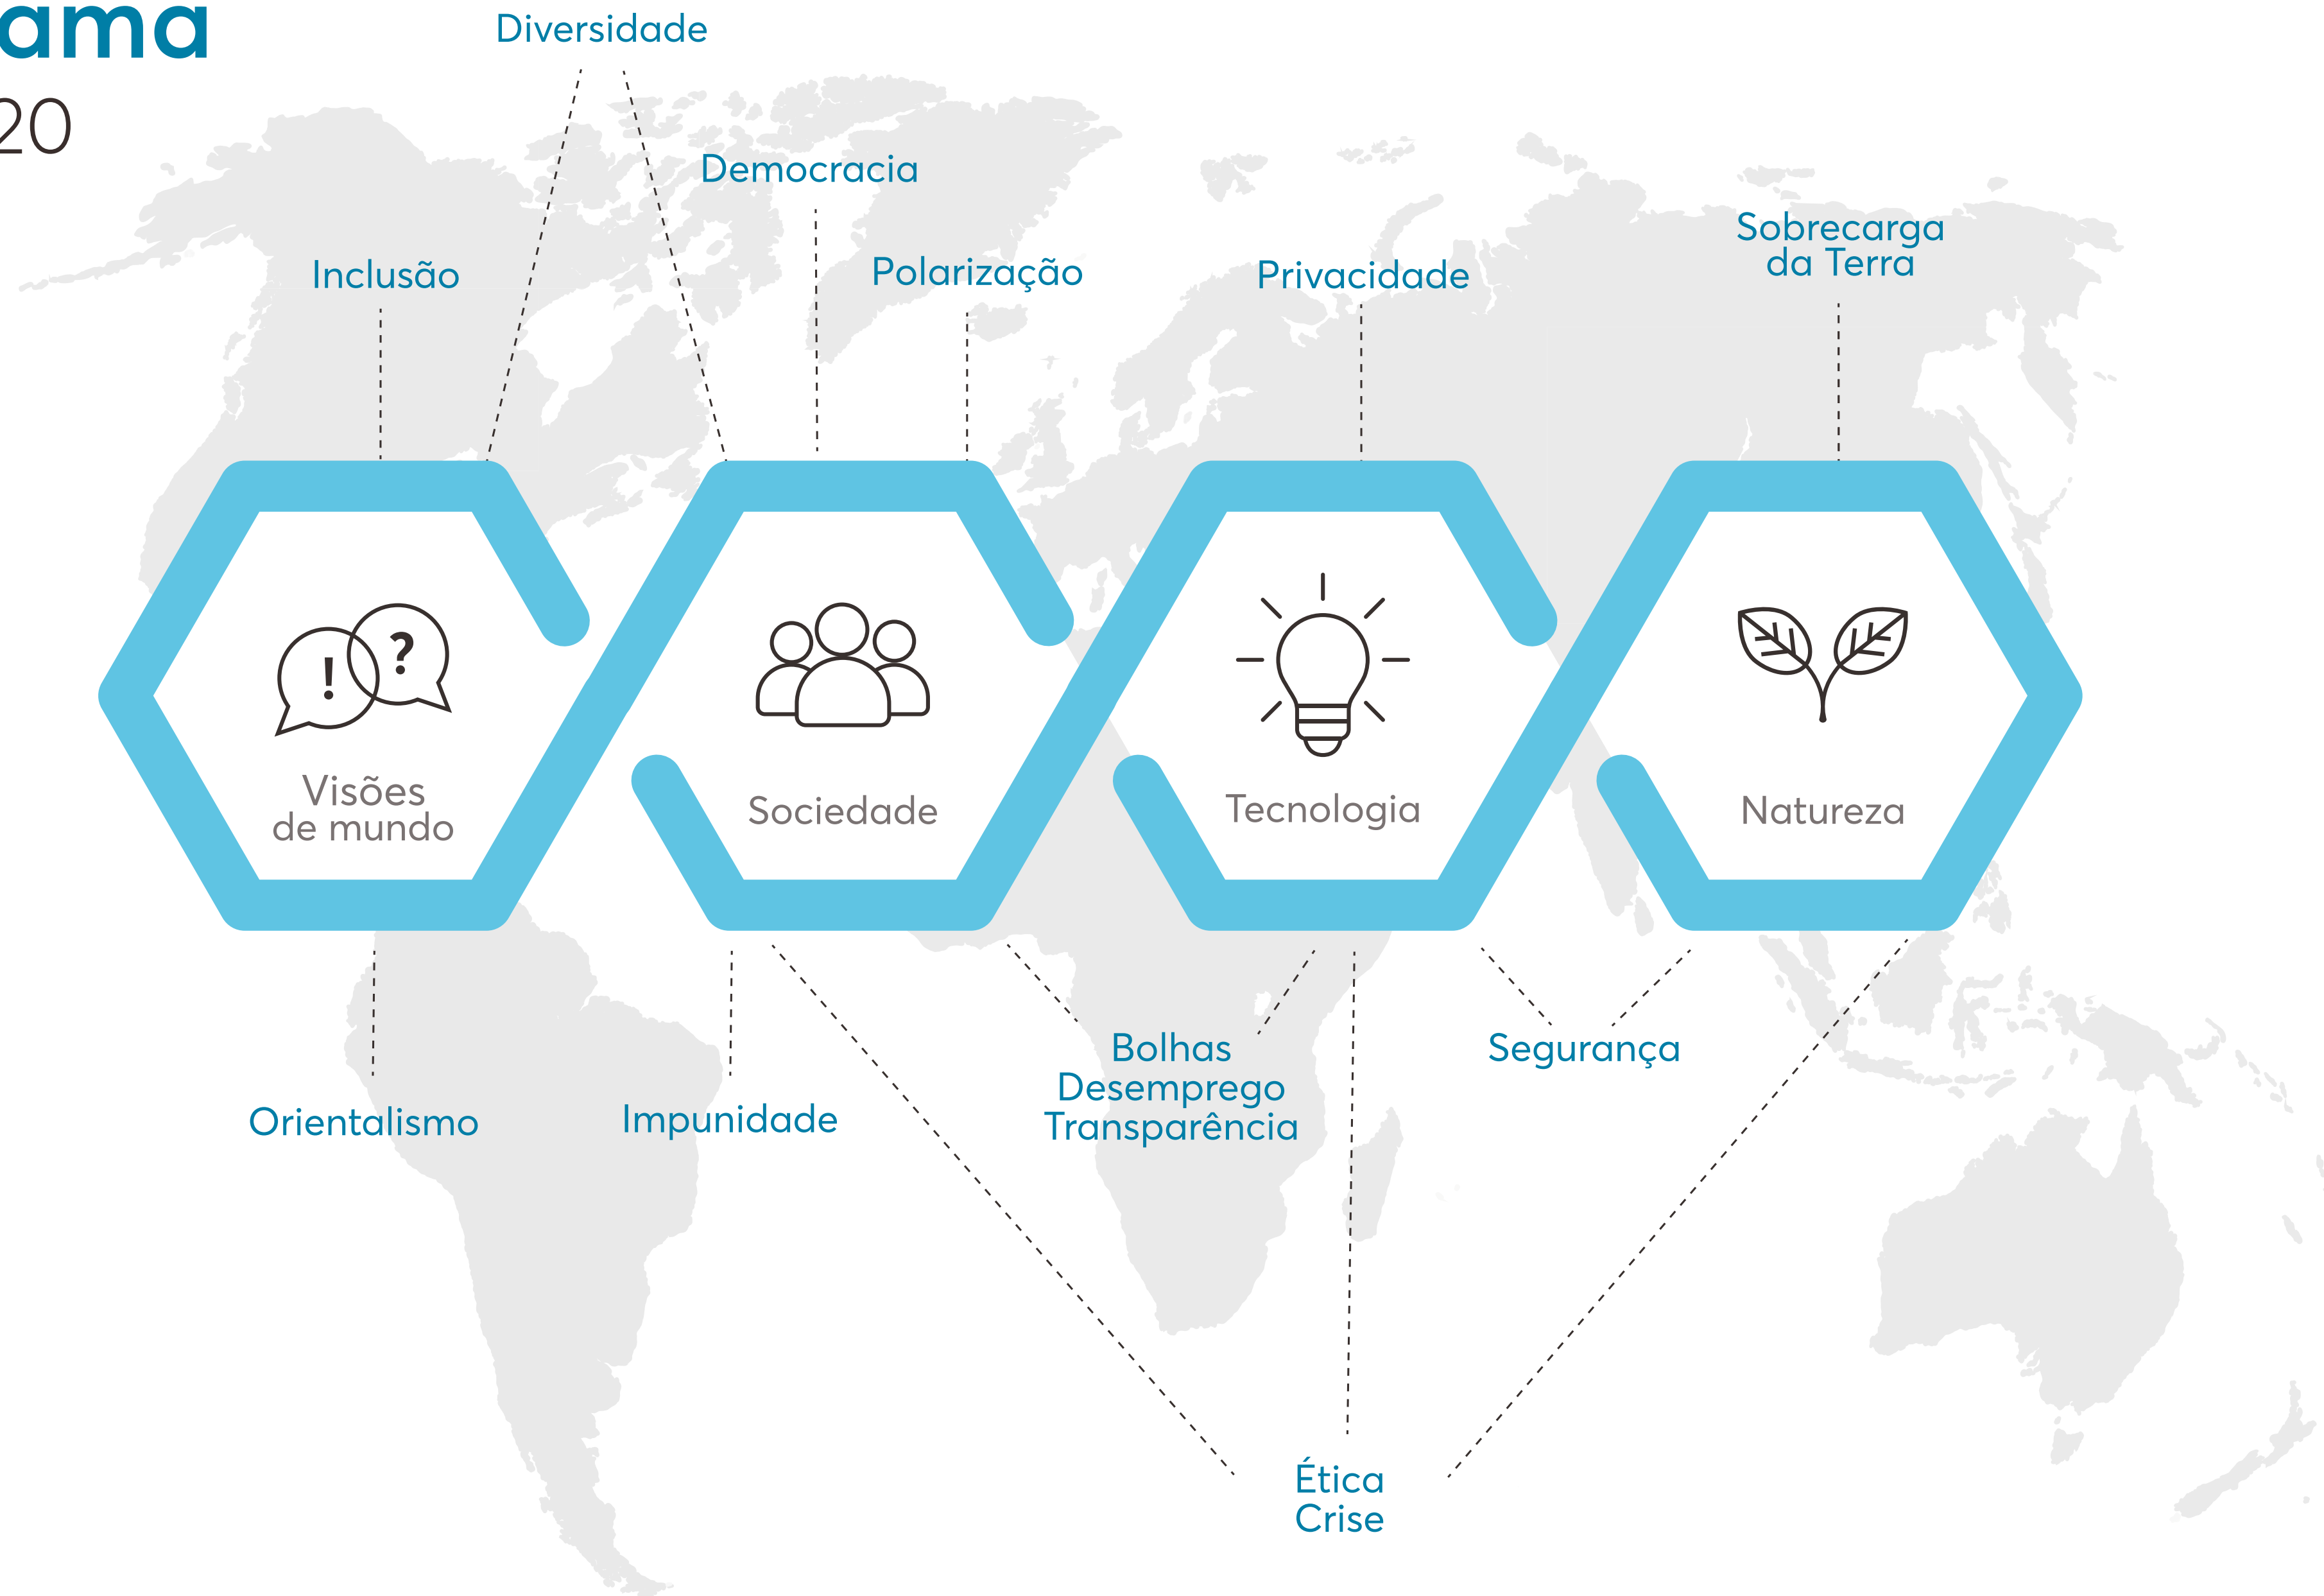 ama
20
Diversidade
Democracia
Inclusão
Polarização
Privacidade
Sobrecarga
da Terra
!
?
Visões
de mundo
Sociedade
Tecnologia
Natureza
Orientalismo
Impunidade
Bolhas
Desemprego
Transparência
Segurança
Ética
Crise